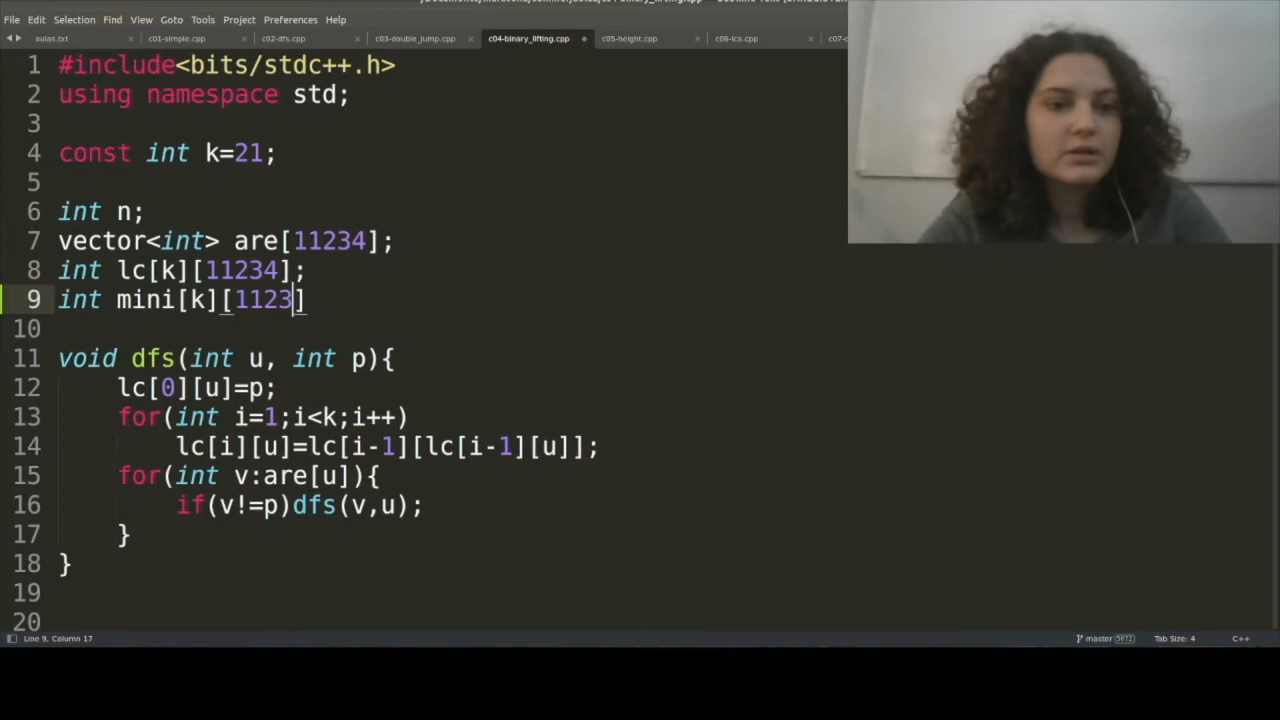 File Edit Selection Find View Goto Tools Project Preferences Help
aulas.txt × c01-simple.cpp × c02-dfs.cpp × c03-double_jump.cpp × c04-binary_lifting.cpp • c05-height.cpp × c06-lca.cpp × c07-c
1 #include<bits/stdc++.h>
2 using namespace std;
3
4 const int k=21;
5
6 int n;
7 vector<int> are[11234];
8 int lc[k][11234];
9 int mini[k][1123]
10
11 void dfs(int u, int p){
12 lc[0][u]=p;
13 for(int i=1;i<k;i++)
14 lc[i][u]=lc[i-1][lc[i-1][u]];
15 for(int v:are[u]){
16 if(v!=p)dfs(v,u);
17 }
18 }
19
20
Line 9, Column 17 master 5672 Tab Size: 4 C++